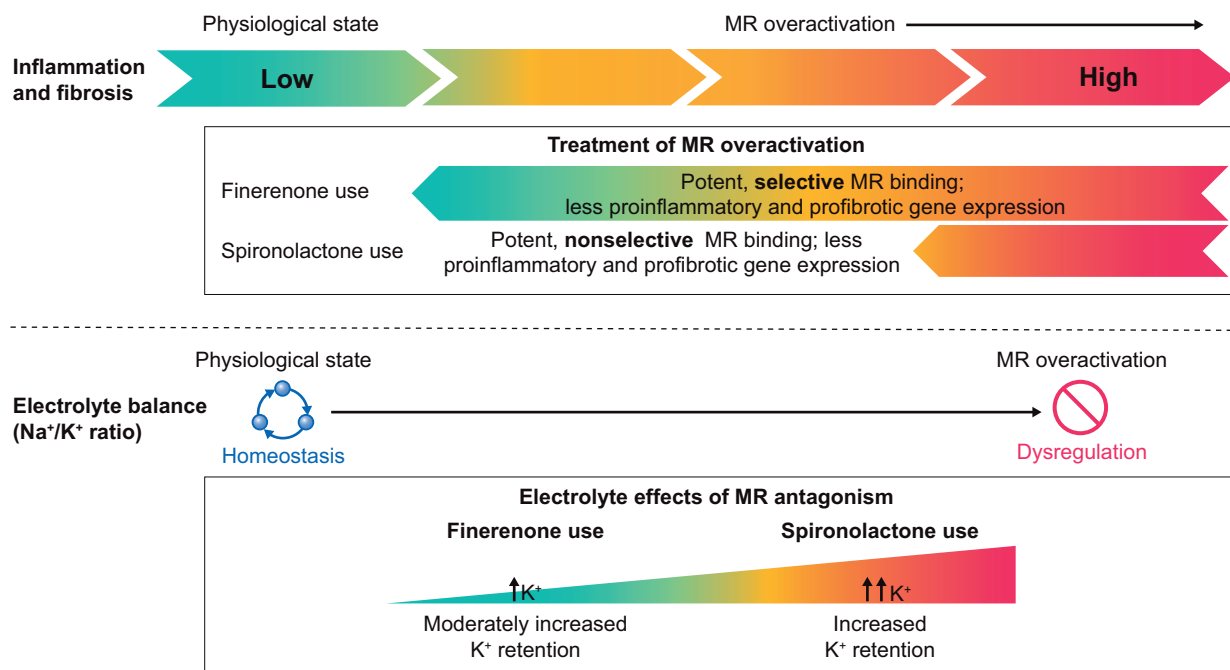 Physiological state
MR overactivation
Inflammation
and fibrosis
Low
High
Treatment of MR overactivation
Finerenone use
Potent, selective MR binding;
less proinflammatory and profibrotic gene expression
Spironolactone use
Potent, nonselective MR binding; less
proinflammatory and profibrotic gene expression
Physiological state
MR overactivation
Electrolyte balance
(Na⁺/K⁺ ratio)
Homeostasis
Dysregulation
Electrolyte effects of MR antagonism
Finerenone use
Spironolactone use
↑K⁺
↑↑K⁺
Moderately increased
K⁺ retention
Increased
K⁺ retention